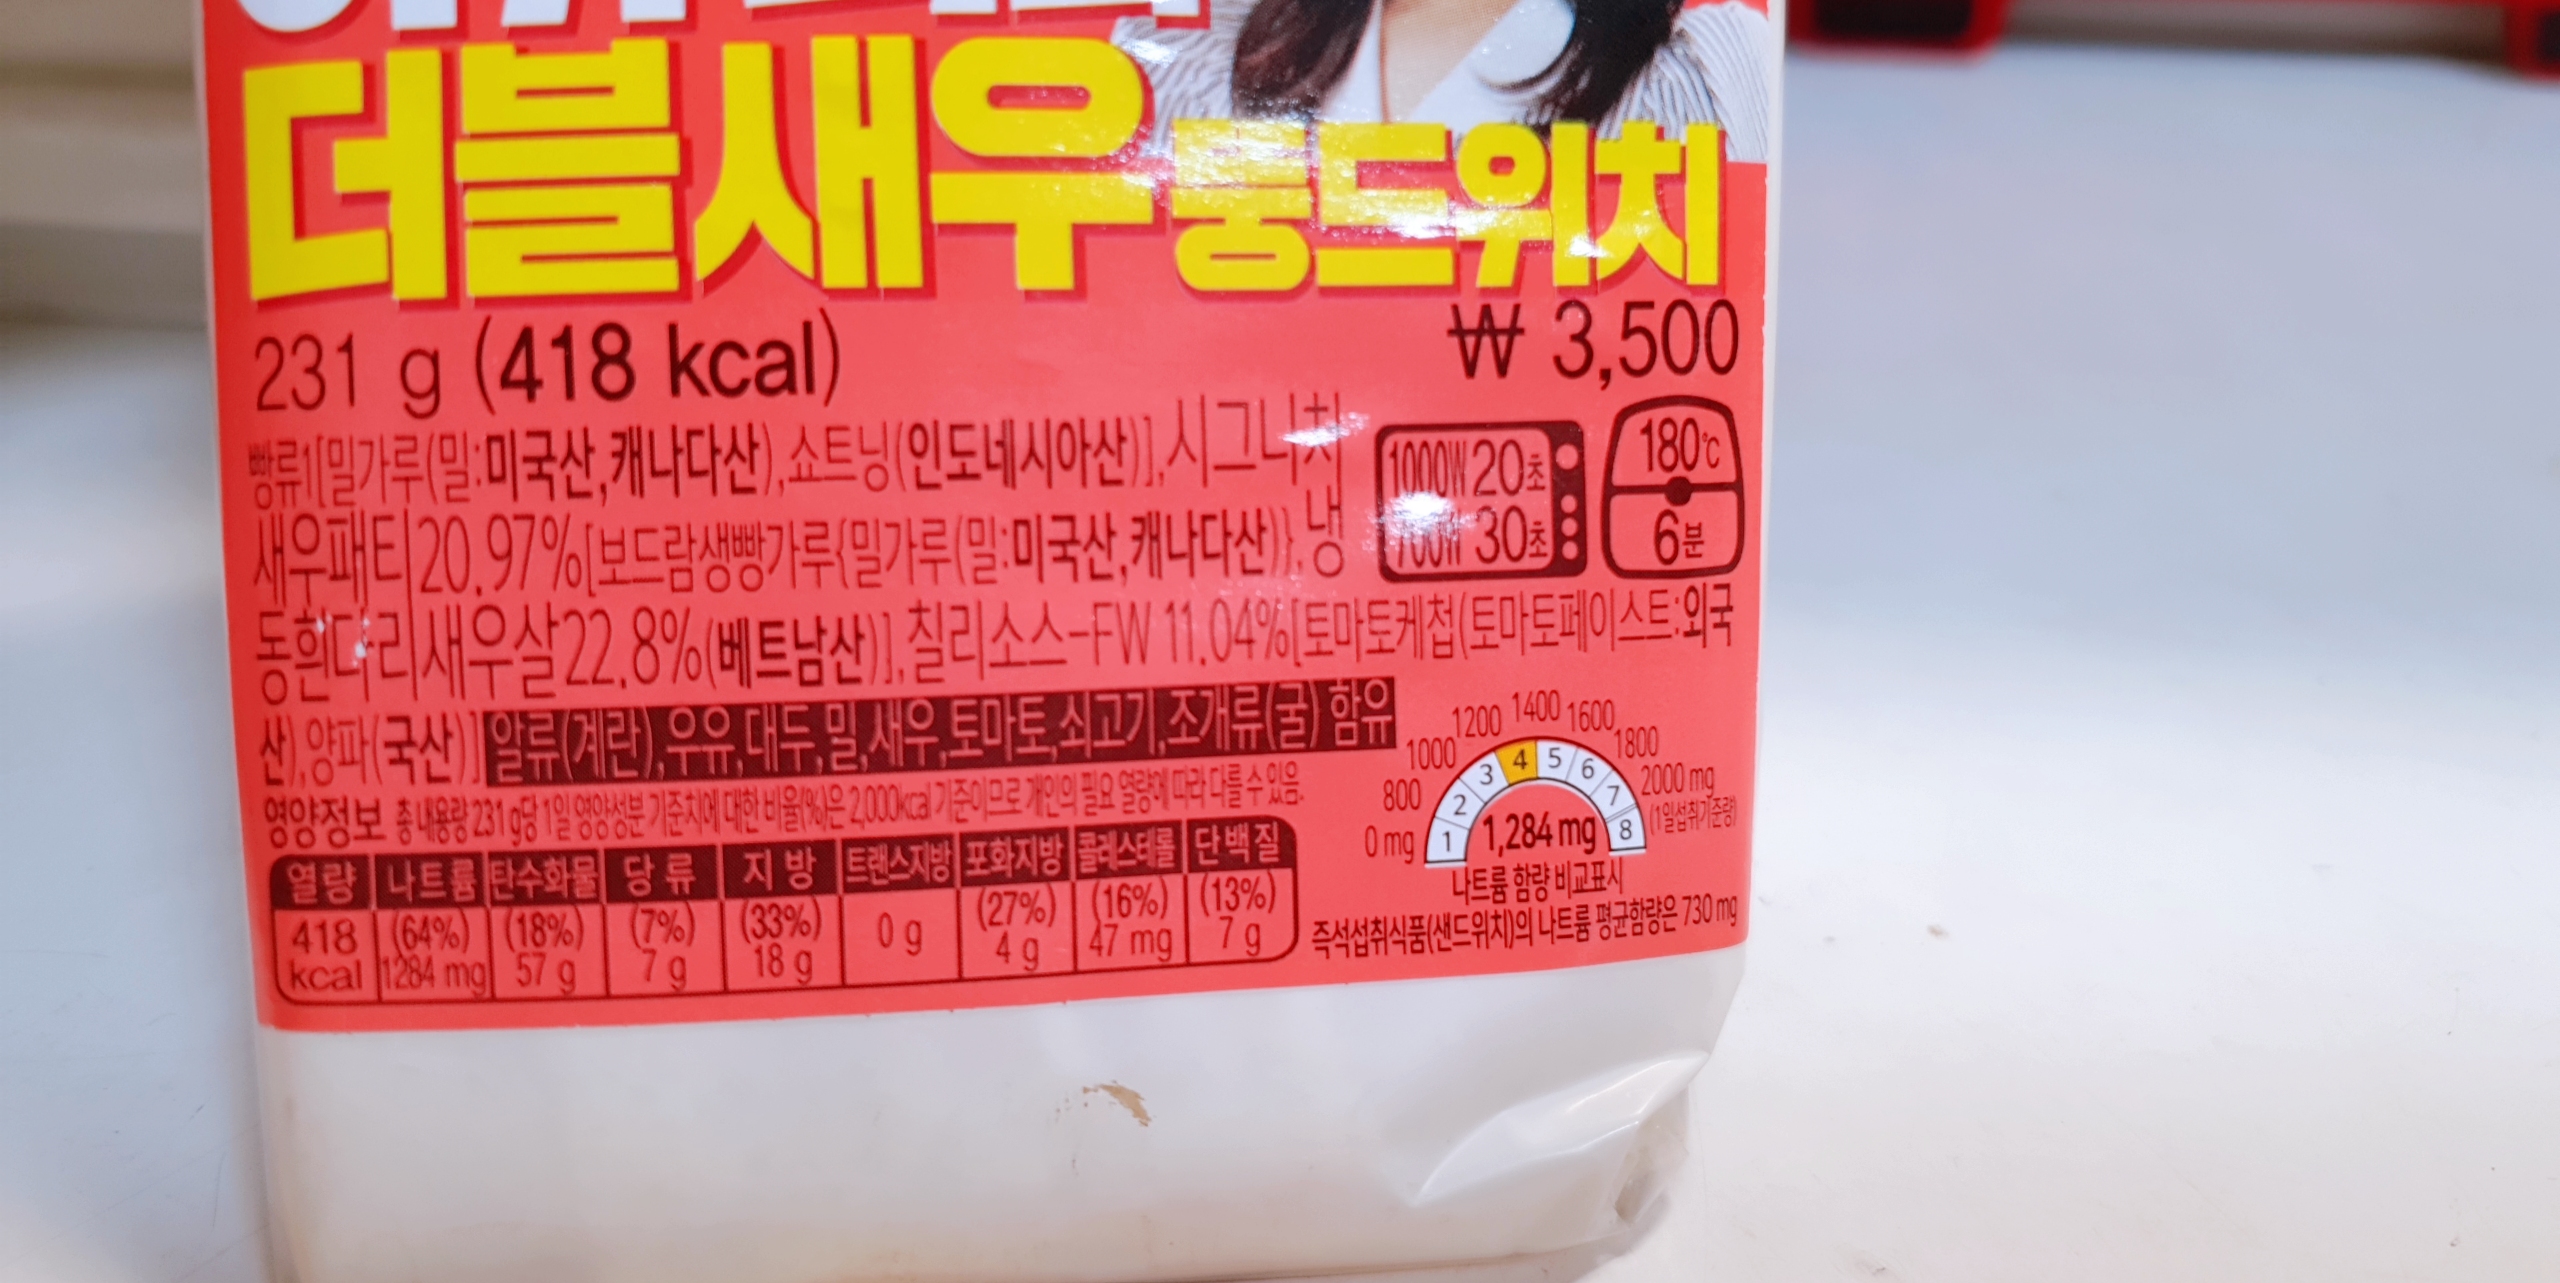 더블새우 뚱드위치
231 g (418 kcal)
₩ 3,500
빵류1[밀가루(밀:미국산,캐나다산),쇼트닝(인도네시아산)],시그니처
새우패티20.97%[보드람생빵가루{밀가루(밀:미국산,캐나다산)},냉
동흰다리새우살22.8%(베트남산)],칠리소스-FW 11.04%[토마토케첩(토마토페이스트:외국
산),양파(국산)] 알류(계란),우유,대두,밀,새우,토마토,쇠고기,조개류(굴) 함유
1000W 20초
700W 30초
180℃
6분
영양정보 총 내용량 231 g당 1일 영양성분 기준치에 대한 비율(%)은 2,000kcal 기준이므로 개인의 필요 열량에 따라 다를 수 있음.
열량 나트륨 탄수화물 당류 지방 트랜스지방 포화지방 콜레스테롤 단백질
418 (64%) (18%) (7%) (33%) 0 g (27%) (16%) (13%)
kcal 1284 mg 57 g 7 g 18 g 4 g 47 mg 7 g
0 mg 800 1000 1200 1400 1600 1800 2000 mg
(1일섭취기준량)
1 2 3 4 5 6 7 8
1,284 mg
나트륨 함량 비교표시
즉석섭취식품(샌드위치)의 나트륨 평균함량은 730 mg